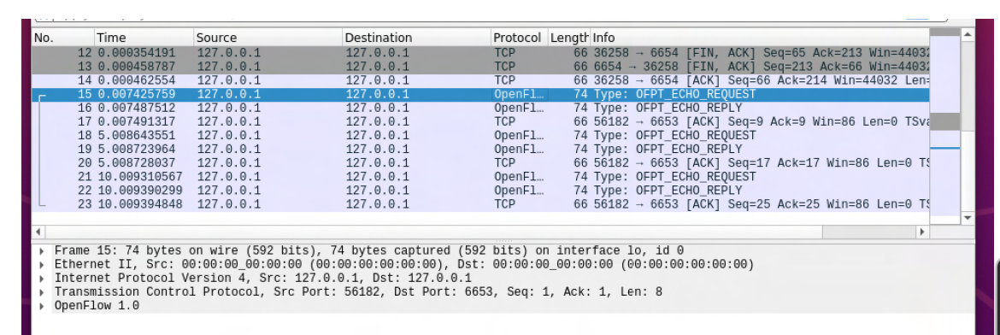 No. Time Source Destination Protocol Length Info
12 0.000354191 127.0.0.1 127.0.0.1 TCP 66 36258 → 6654 [FIN, ACK] Seq=65 Ack=213 Win=44032
13 0.000458787 127.0.0.1 127.0.0.1 TCP 66 6654 → 36258 [FIN, ACK] Seq=213 Ack=66 Win=44032
14 0.000462554 127.0.0.1 127.0.0.1 TCP 66 36258 → 6654 [ACK] Seq=66 Ack=214 Win=44032 Len=
15 0.007425759 127.0.0.1 127.0.0.1 OpenFl… 74 Type: OFPT_ECHO_REQUEST
16 0.007487512 127.0.0.1 127.0.0.1 OpenFl… 74 Type: OFPT_ECHO_REPLY
17 0.007491317 127.0.0.1 127.0.0.1 TCP 66 56182 → 6653 [ACK] Seq=9 Ack=9 Win=86 Len=0 TSva
18 5.008643551 127.0.0.1 127.0.0.1 OpenFl… 74 Type: OFPT_ECHO_REQUEST
19 5.008723964 127.0.0.1 127.0.0.1 OpenFl… 74 Type: OFPT_ECHO_REPLY
20 5.008728037 127.0.0.1 127.0.0.1 TCP 66 56182 → 6653 [ACK] Seq=17 Ack=17 Win=86 Len=0 TS
21 10.009310567 127.0.0.1 127.0.0.1 OpenFl… 74 Type: OFPT_ECHO_REQUEST
22 10.009390299 127.0.0.1 127.0.0.1 OpenFl… 74 Type: OFPT_ECHO_REPLY
23 10.009394848 127.0.0.1 127.0.0.1 TCP 66 56182 → 6653 [ACK] Seq=25 Ack=25 Win=86 Len=0 TS
Frame 15: 74 bytes on wire (592 bits), 74 bytes captured (592 bits) on interface lo, id 0
Ethernet II, Src: 00:00:00_00:00:00 (00:00:00:00:00:00), Dst: 00:00:00_00:00:00 (00:00:00:00:00:00)
Internet Protocol Version 4, Src: 127.0.0.1, Dst: 127.0.0.1
Transmission Control Protocol, Src Port: 56182, Dst Port: 6653, Seq: 1, Ack: 1, Len: 8
OpenFlow 1.0